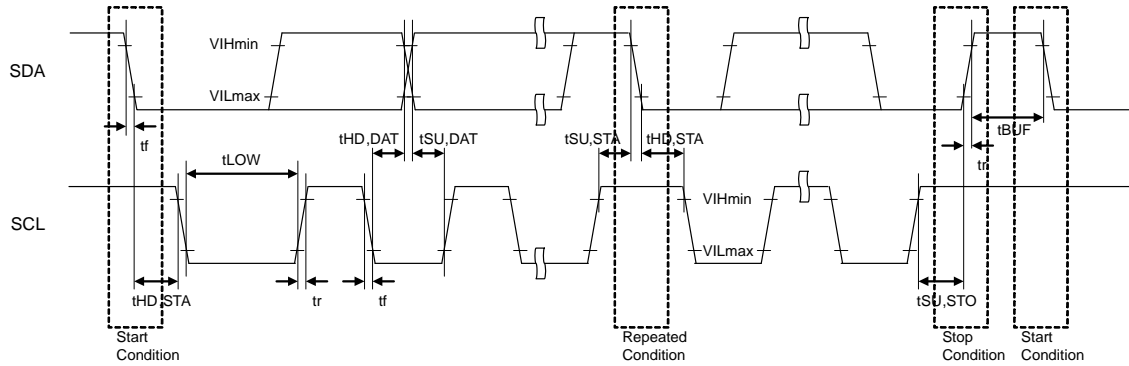 VIHmin
SDA
VILmax
tf
tHD,DAT
tSU,DAT
tSU,STA
tHD,STA
tBUF
tLOW
tr
SCL
VIHmin
VILmax
tHD,STA
tr
tf
tSU,STO
Start
Condition
Repeated
Condition
Stop
Condition
Start
Condition